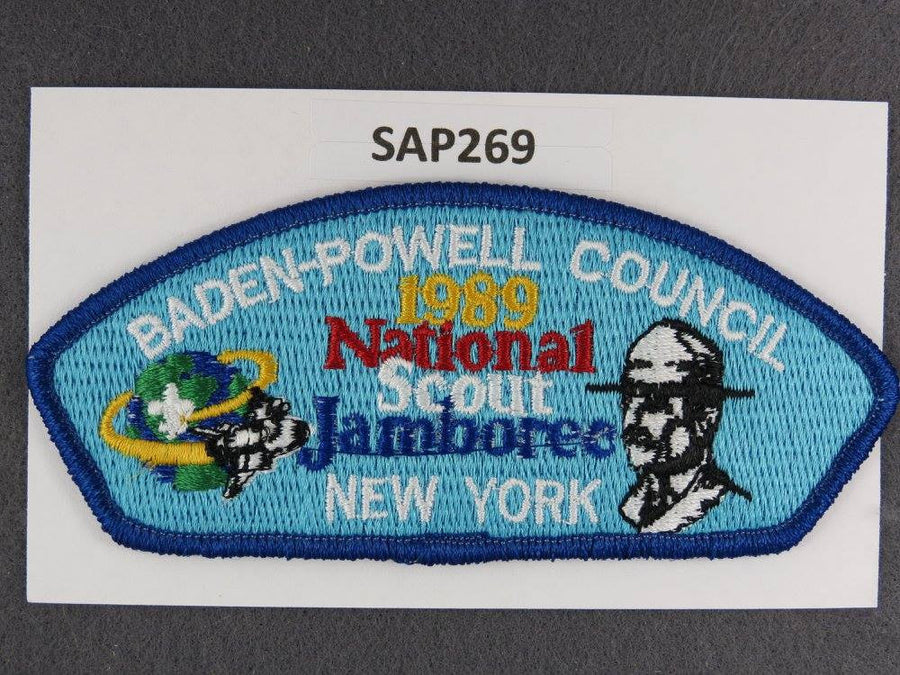 SAP269
BADEN-POWELL COUNCIL
1989
National
Scout
Jamboree
NEW YORK